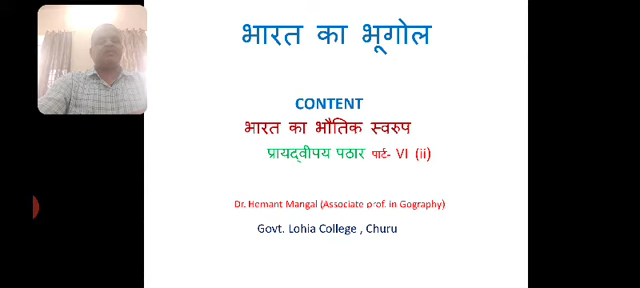 भारत का भूगोल
CONTENT
भारत का भौतिक स्वरुप
प्रायद्वीपय पठार पार्ट- VI (ii)
Dr. Hemant Mangal (Associate prof. in Gography)
Govt. Lohia College , Churu